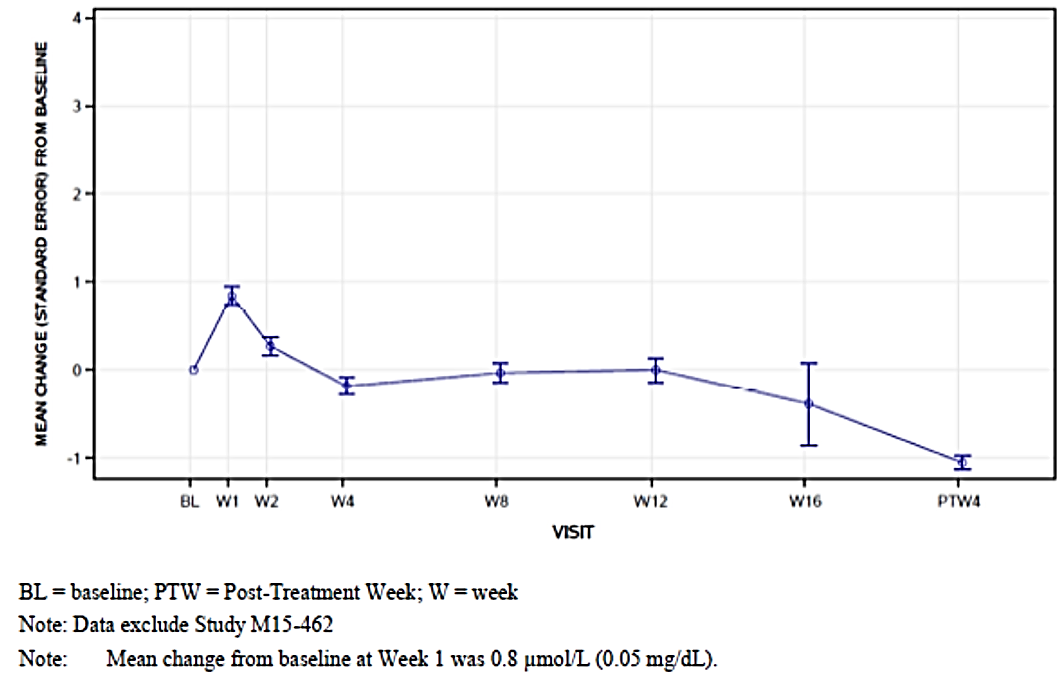 MEAN CHANGE (STANDARD ERROR) FROM BASELINE
4
3
2
1
0
-1
BL W1 W2 W4 W8 W12 W16 PTW4
VISIT
BL = baseline; PTW = Post-Treatment Week; W = week
Note: Data exclude Study M15-462
Note: Mean change from baseline at Week 1 was 0.8 μmol/L (0.05 mg/dL).